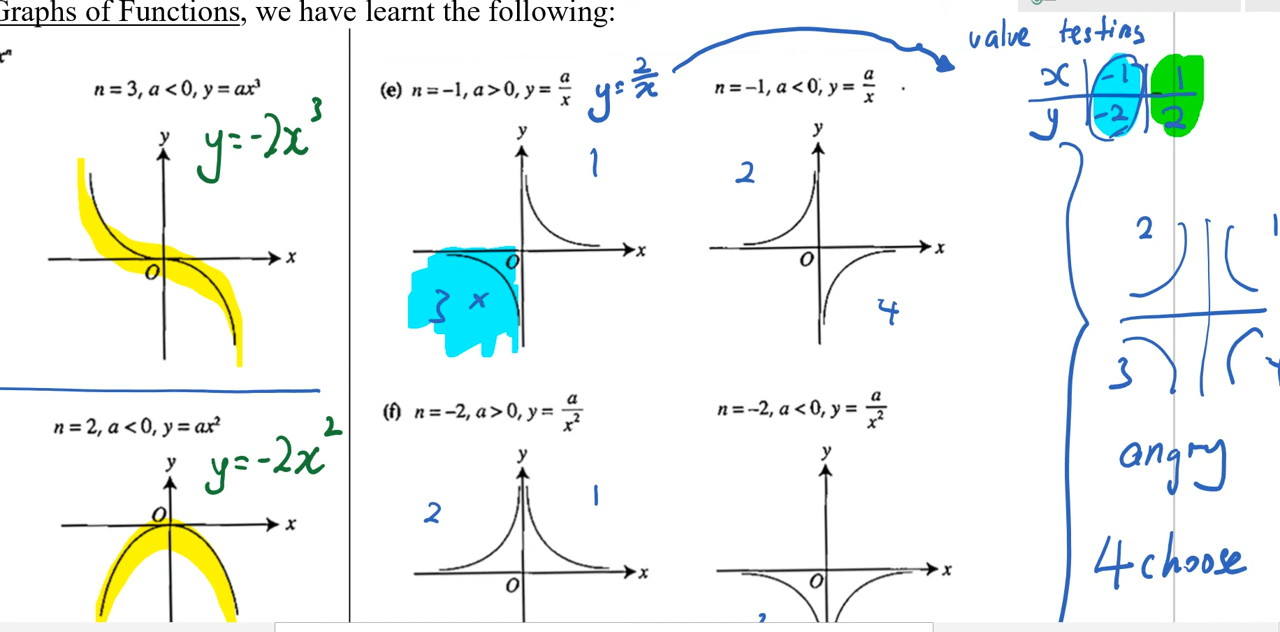 Graphs of Functions, we have learnt the following:
xⁿ
n = 3, a < 0, y = ax³
y = -2x³
y
O
x
n = 2, a < 0, y = ax²
y = -2x²
y
O
x
(e) n = −1, a > 0, y = a/x
y = 2/x
y
1
O
x
3 x
n = −1, a < 0, y = a/x
y
2
O
x
4
(f) n = −2, a > 0, y = a/x²
y
2
1
O
x
n = −2, a < 0, y = a/x²
y
O
x
value testing
x | -1 | 1
y | -2 | 2
2 1
3
angry
4 choose